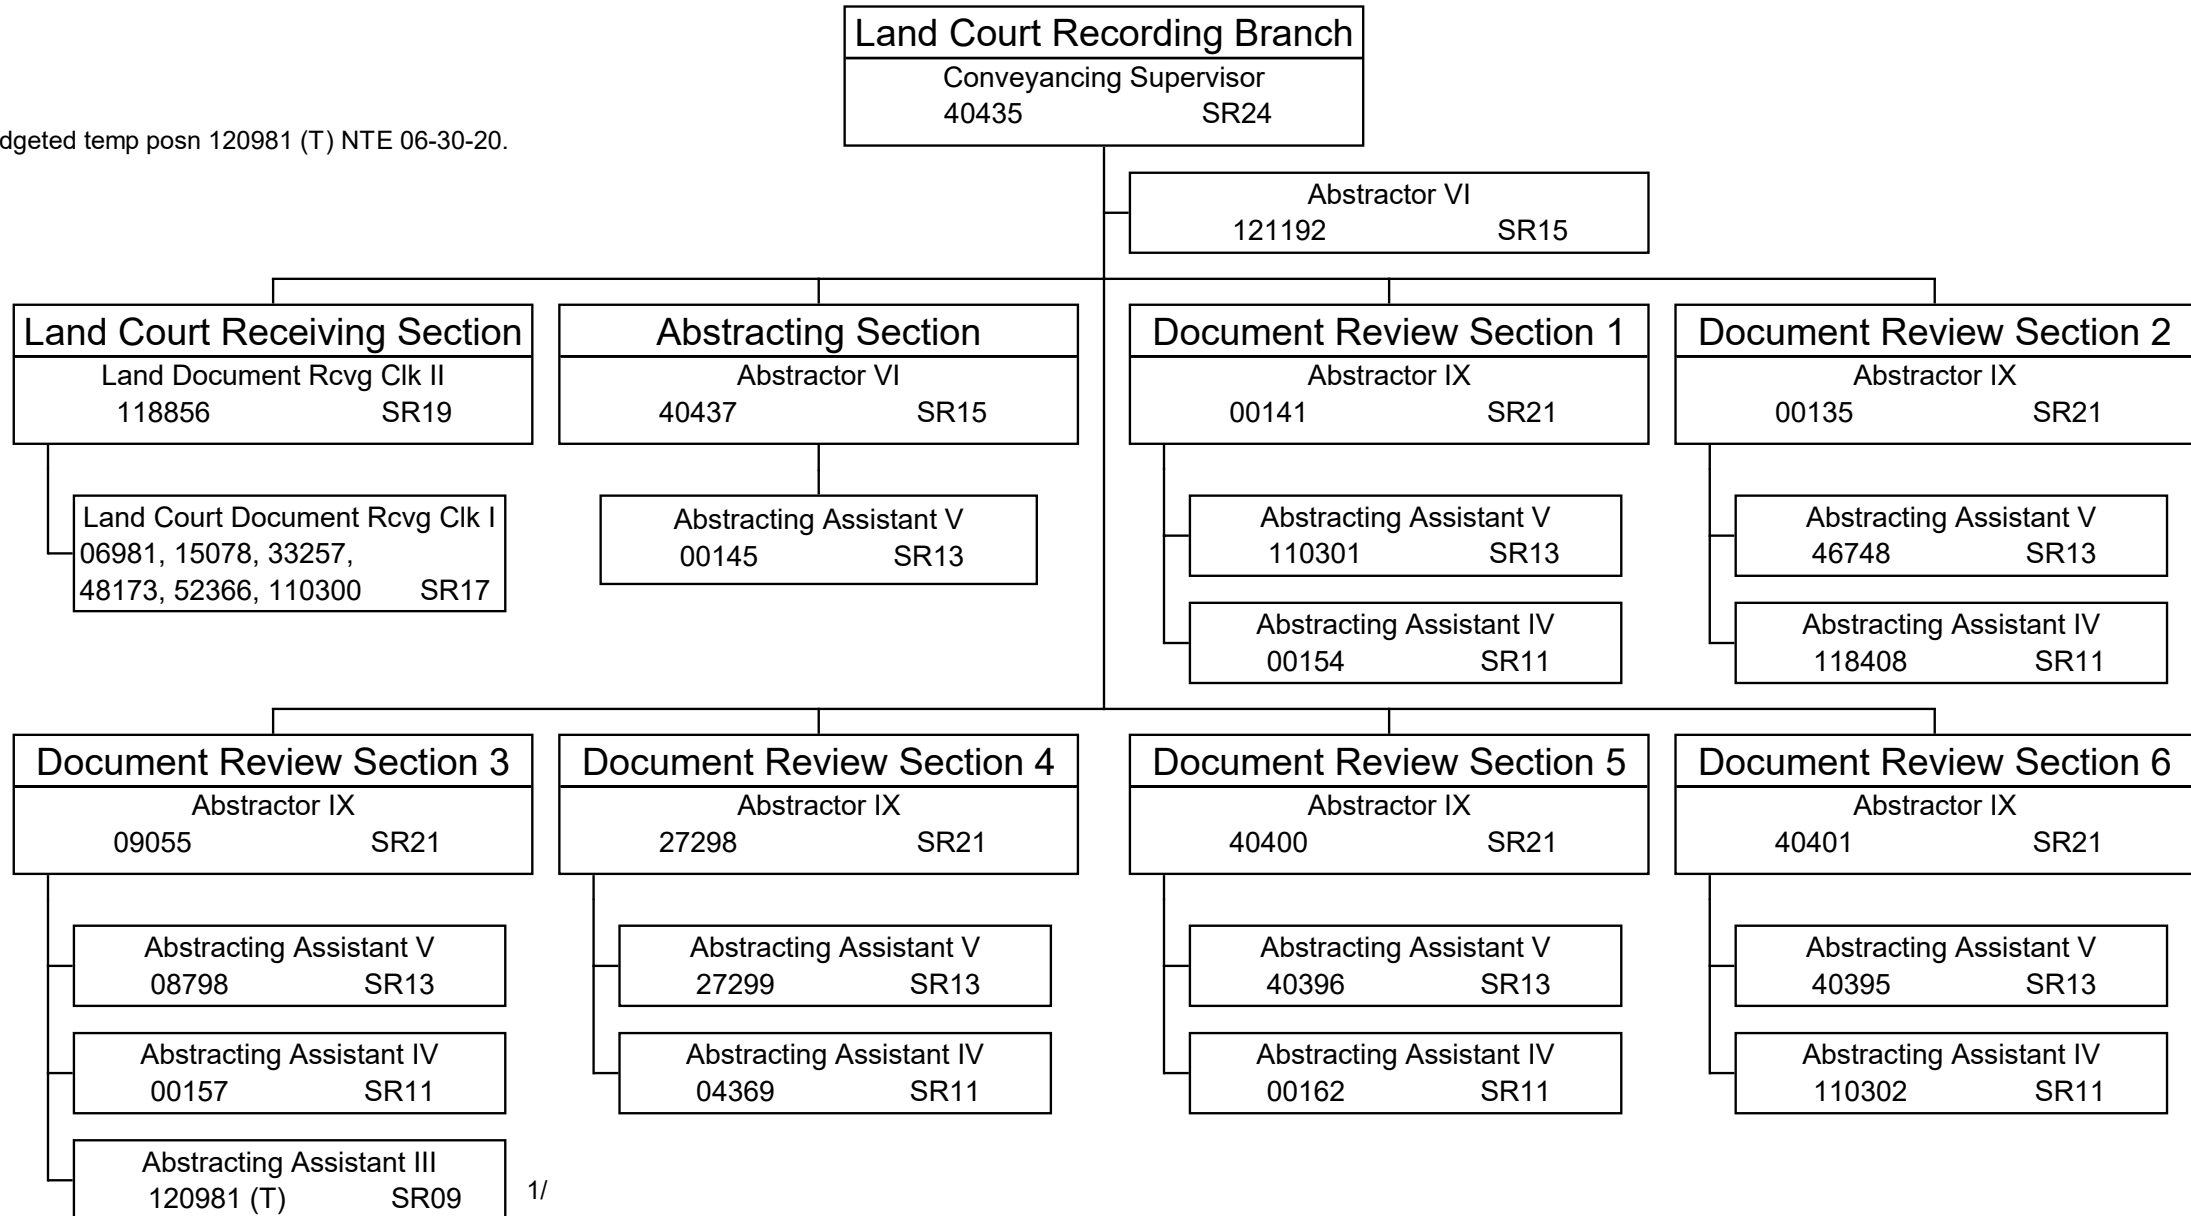 Land Court Recording Branch
Conveyancing Supervisor
40435 SR24
temp posn 120981 (T) NTE 06-30-20.
Abstractor VI
121192 SR15
Land Court Receiving Section
Land Document Rcvg Clk II
118856 SR19
Land Court Document Rcvg Clk I
06981, 15078, 33257,
48173, 52366, 110300 SR17
Abstracting Section
Abstractor VI
40437 SR15
Abstracting Assistant V
00145 SR13
Document Review Section 1
Abstractor IX
00141 SR21
Abstracting Assistant V
110301 SR13
Abstracting Assistant IV
00154 SR11
Document Review Section 2
Abstractor IX
00135 SR21
Abstracting Assistant V
46748 SR13
Abstracting Assistant IV
118408 SR11
Document Review Section 3
Abstractor IX
09055 SR21
Abstracting Assistant V
08798 SR13
Abstracting Assistant IV
00157 SR11
Abstracting Assistant III
120981 (T) SR09 1/
Document Review Section 4
Abstractor IX
27298 SR21
Abstracting Assistant V
27299 SR13
Abstracting Assistant IV
04369 SR11
Document Review Section 5
Abstractor IX
40400 SR21
Abstracting Assistant V
40396 SR13
Abstracting Assistant IV
00162 SR11
Document Review Section 6
Abstractor IX
40401 SR21
Abstracting Assistant V
40395 SR13
Abstracting Assistant IV
110302 SR11